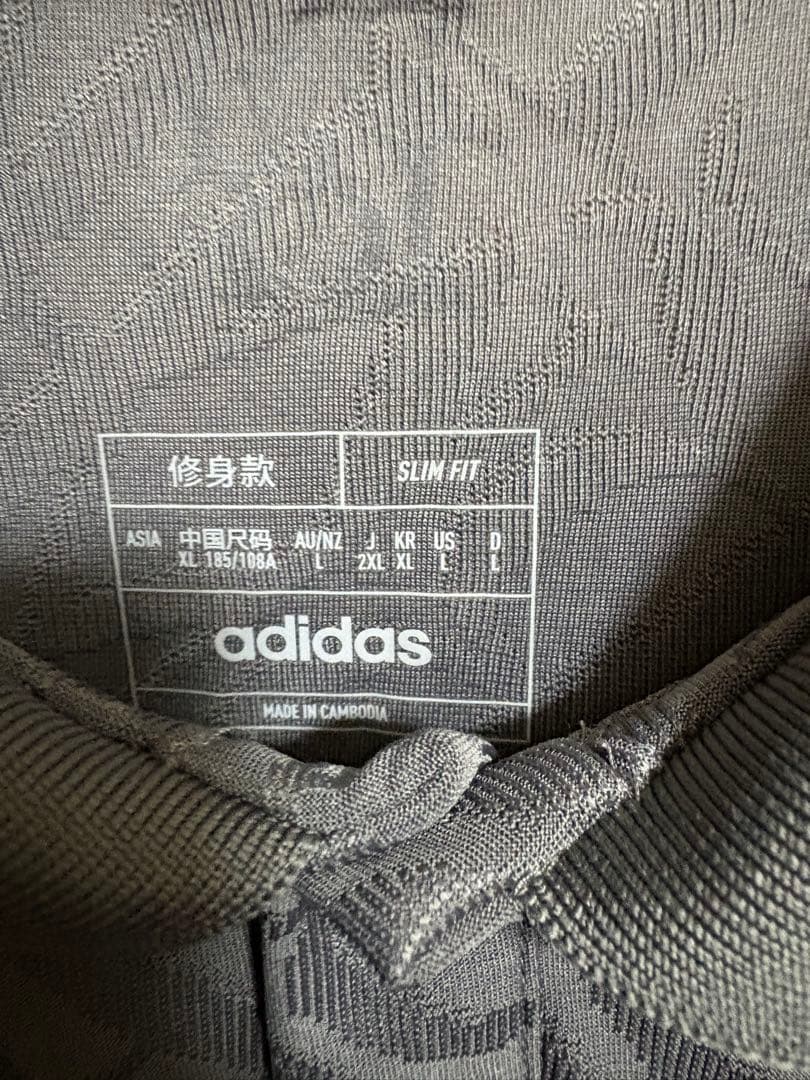 修身款 SLIM FIT
ASIA 中国尺码 AU/NZ J KR US D
XL 185/108A L 2XL XL L L
adidas
MADE IN CAMBODIA